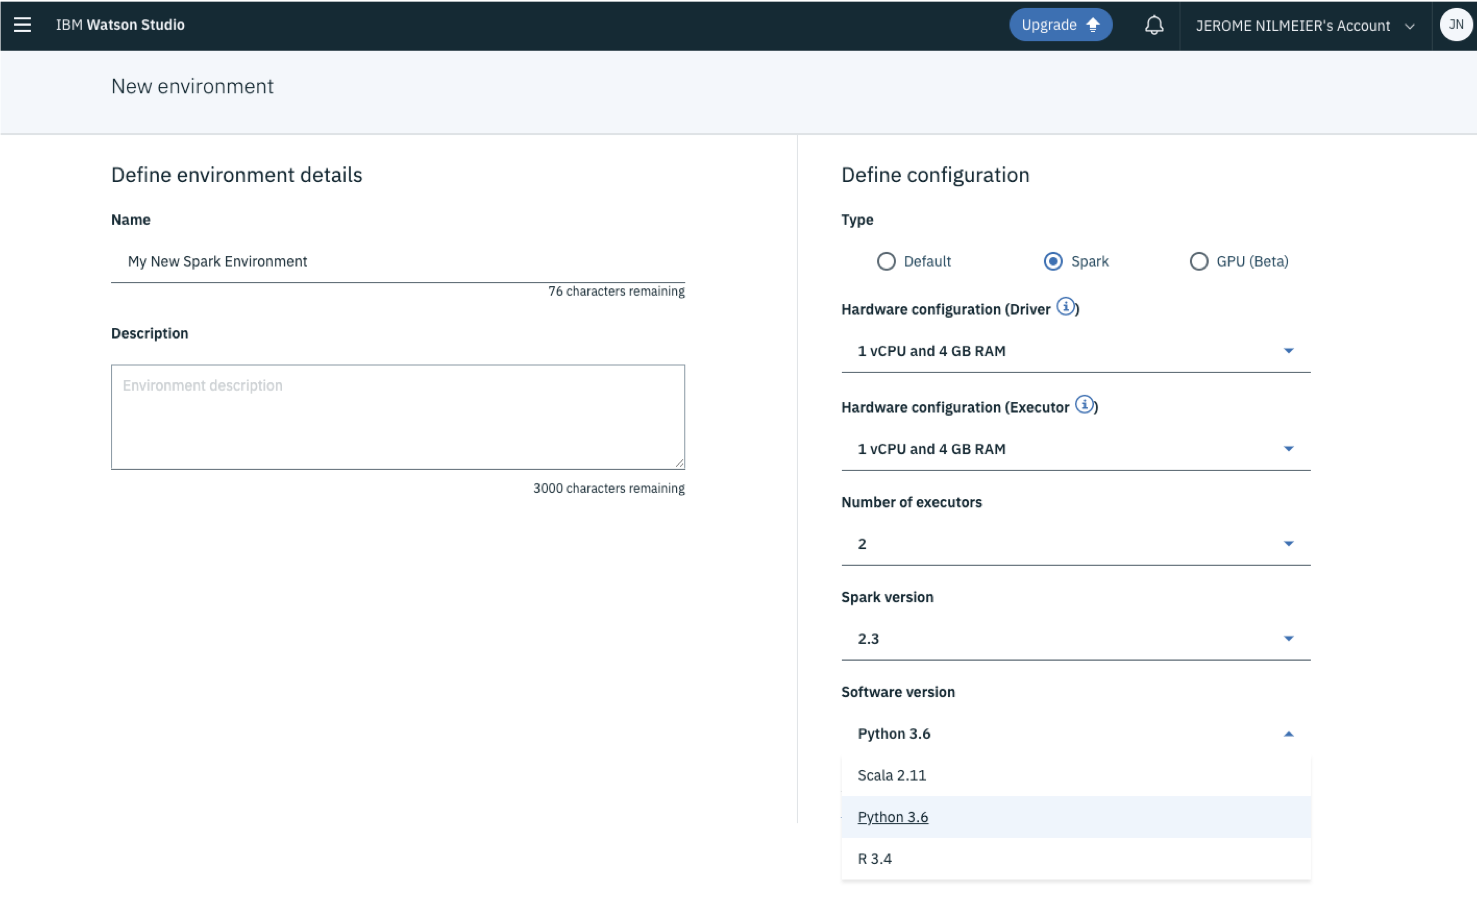 IBM Watson Studio
Upgrade
JEROME NILMEIER's Account
JN
New environment
Define environment details
Name
My New Spark Environment
76 characters remaining
Description
Environment description
3000 characters remaining
Define configuration
Type
Default
Spark
GPU (Beta)
Hardware configuration (Driver i)
1 vCPU and 4 GB RAM
Hardware configuration (Executor i)
1 vCPU and 4 GB RAM
Number of executors
2
Spark version
2.3
Software version
Python 3.6
Scala 2.11
Python 3.6
R 3.4